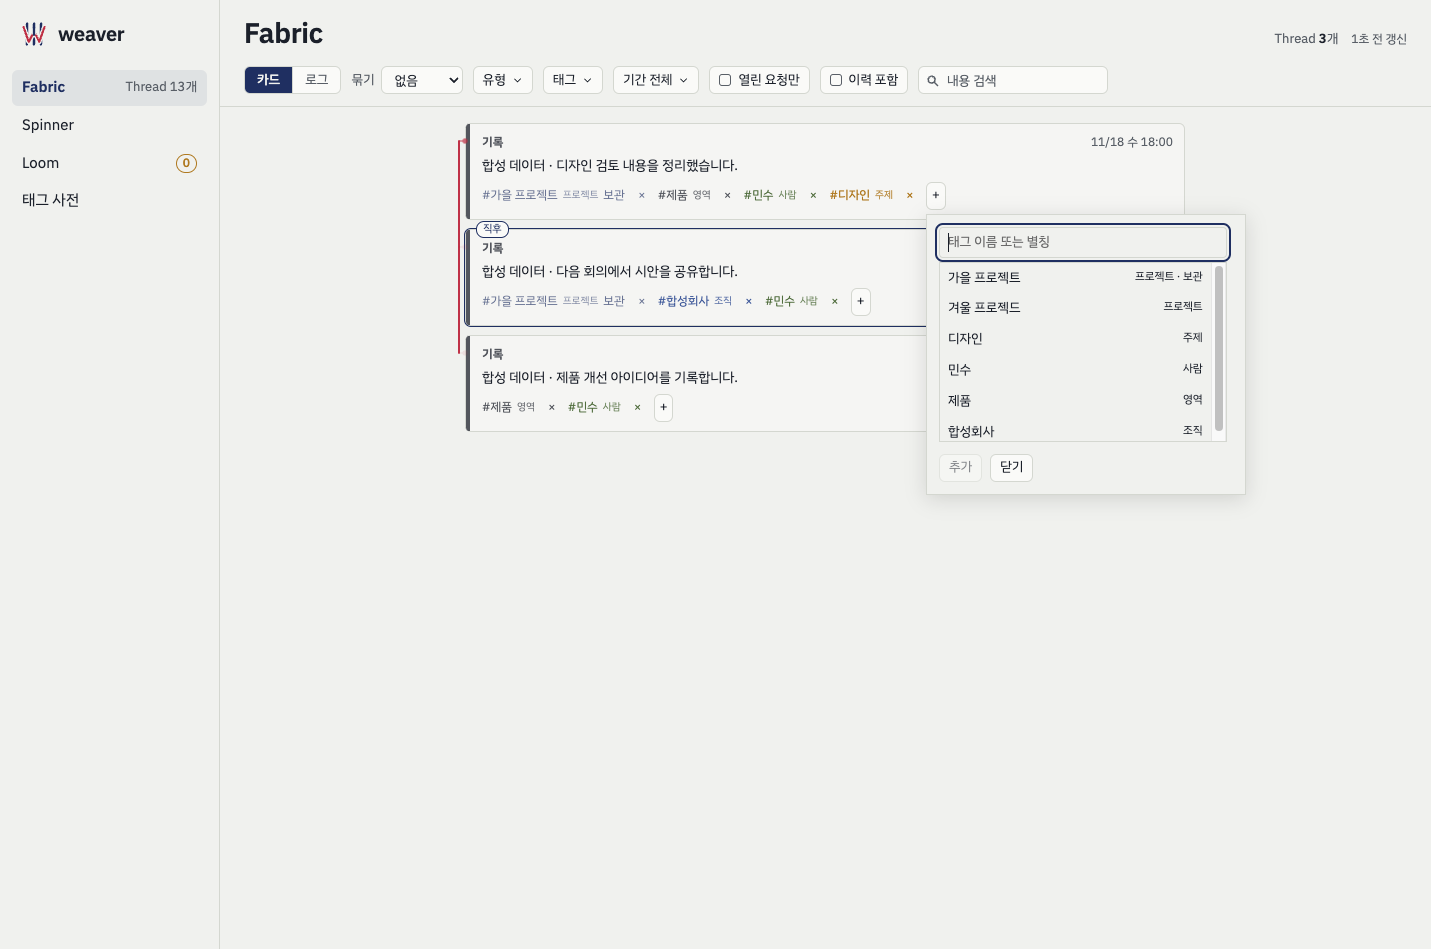 weaver
Fabric Thread 13개
Spinner
Loom 0
태그 사전
Fabric
Thread 3개 1초 전 갱신
카드 로그 묶기 없음 유형 태그 기간 전체 열린 요청만 이력 포함 내용 검색
기록 11/18 수 18:00
합성 데이터 · 디자인 검토 내용을 정리했습니다.
#가을 프로젝트 프로젝트 보관 × #제품 영역 × #민수 사람 × #디자인 주제 × +
직후
기록
합성 데이터 · 다음 회의에서 시안을 공유합니다.
#가을 프로젝트 프로젝트 보관 × #합성회사 조직 × #민수 사람 × +
기록
합성 데이터 · 제품 개선 아이디어를 기록합니다.
#제품 영역 × #민수 사람 × +
태그 이름 또는 별칭
가을 프로젝트 프로젝트 · 보관
겨울 프로젝드 프로젝트
디자인 주제
민수 사람
제품 영역
합성회사 조직
추가 닫기